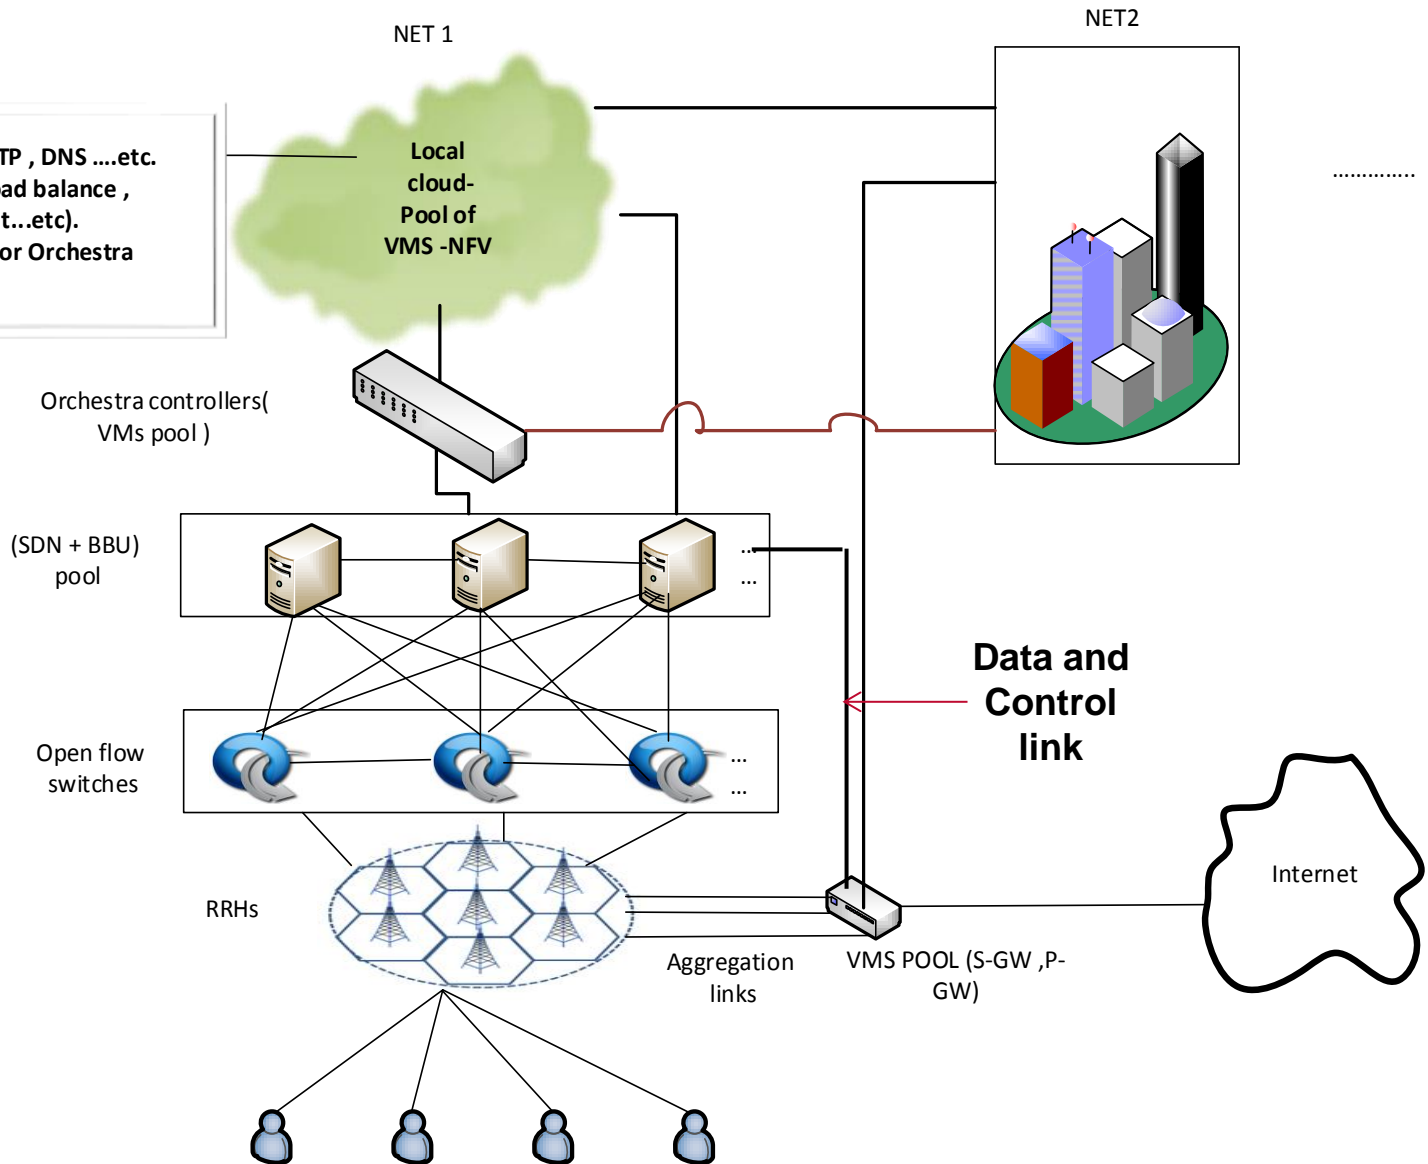 NET 1
NET2
TP , DNS ....etc.
oad balance ,
t...etc).
or Orchestra
Local
cloud-
Pool of
VMS -NFV
..............
Orchestra controllers(
VMs pool )
(SDN + BBU)
pool
...
...
Data and
Control
link
Open flow
switches
...
...
Internet
RRHs
Aggregation
links
VMS POOL (S-GW ,P-
GW)